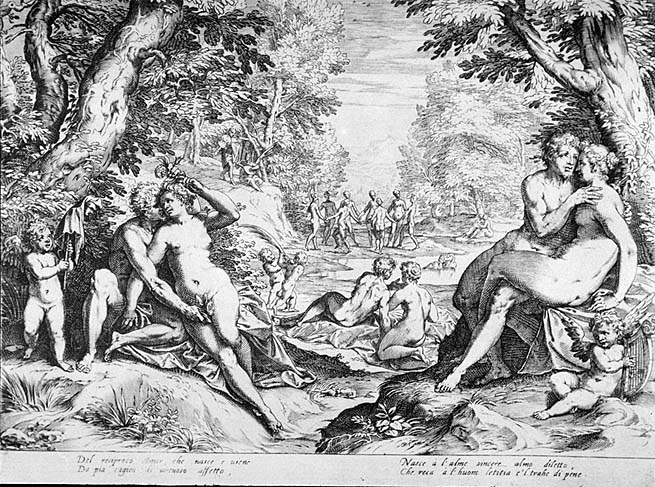 Del reciproco Amor, che nasce e viene
Da pia cagion di virtuoso affetto,
Nasce à l'alme sincere almo diletto,
Che reca a l'huom letitia e'l trahe di pene.